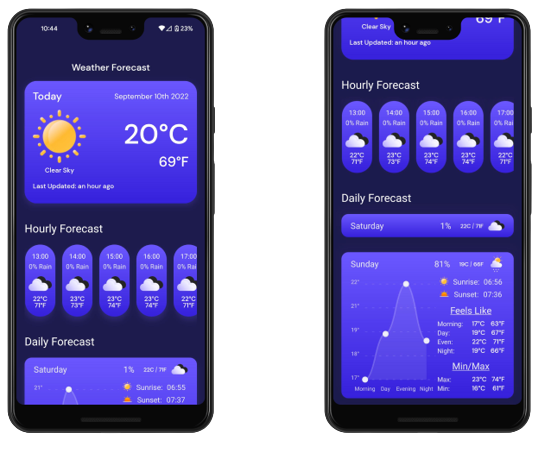 10:44
23%
Weather Forecast
Today
September 10th 2022
20°C
69°F
Clear Sky
Last Updated: an hour ago
Hourly Forecast
13:00 14:00 15:00 16:00 17:00
0% Rain 0% Rain 0% Rain 0% Rain 0% Ra
22°C 23°C 23°C 23°C 22°
71°F 73°F 74°F 74°F 71°F
Daily Forecast
Saturday 1% 22C / 71F
21°
Sunrise: 06:55
Sunset: 07:37
69°F
Clear Sky
Last Updated: an hour ago
Hourly Forecast
13:00 14:00 15:00 16:00 17:00
0% Rain 0% Rain 0% Rain 0% Rain 0% Ra
22°C 23°C 23°C 23°C 22°C
71°F 73°F 74°F 74°F 71°F
Daily Forecast
Saturday 1% 22C / 71F
Sunday 81% 19C / 66F
22°
21°
19°
18°
17°
Morning Day Evening Night
Sunrise: 06:56
Sunset: 07:36
Feels Like
Morning: 17°C 63°F
Day: 19°C 67°F
Even: 22°C 71°F
Night: 19°C 66°F
Min/Max
Max: 23°C 74°F
Min: 16°C 61°F